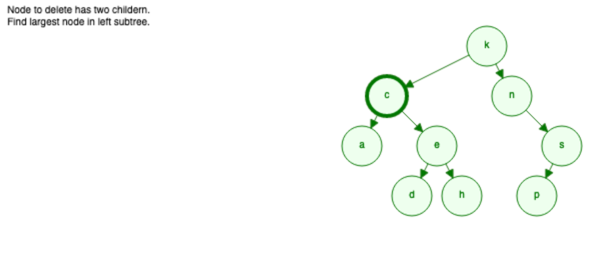 Node to delete has two childern.
Find largest node in left subtree.
k
c
n
a
e
s
d
h
p